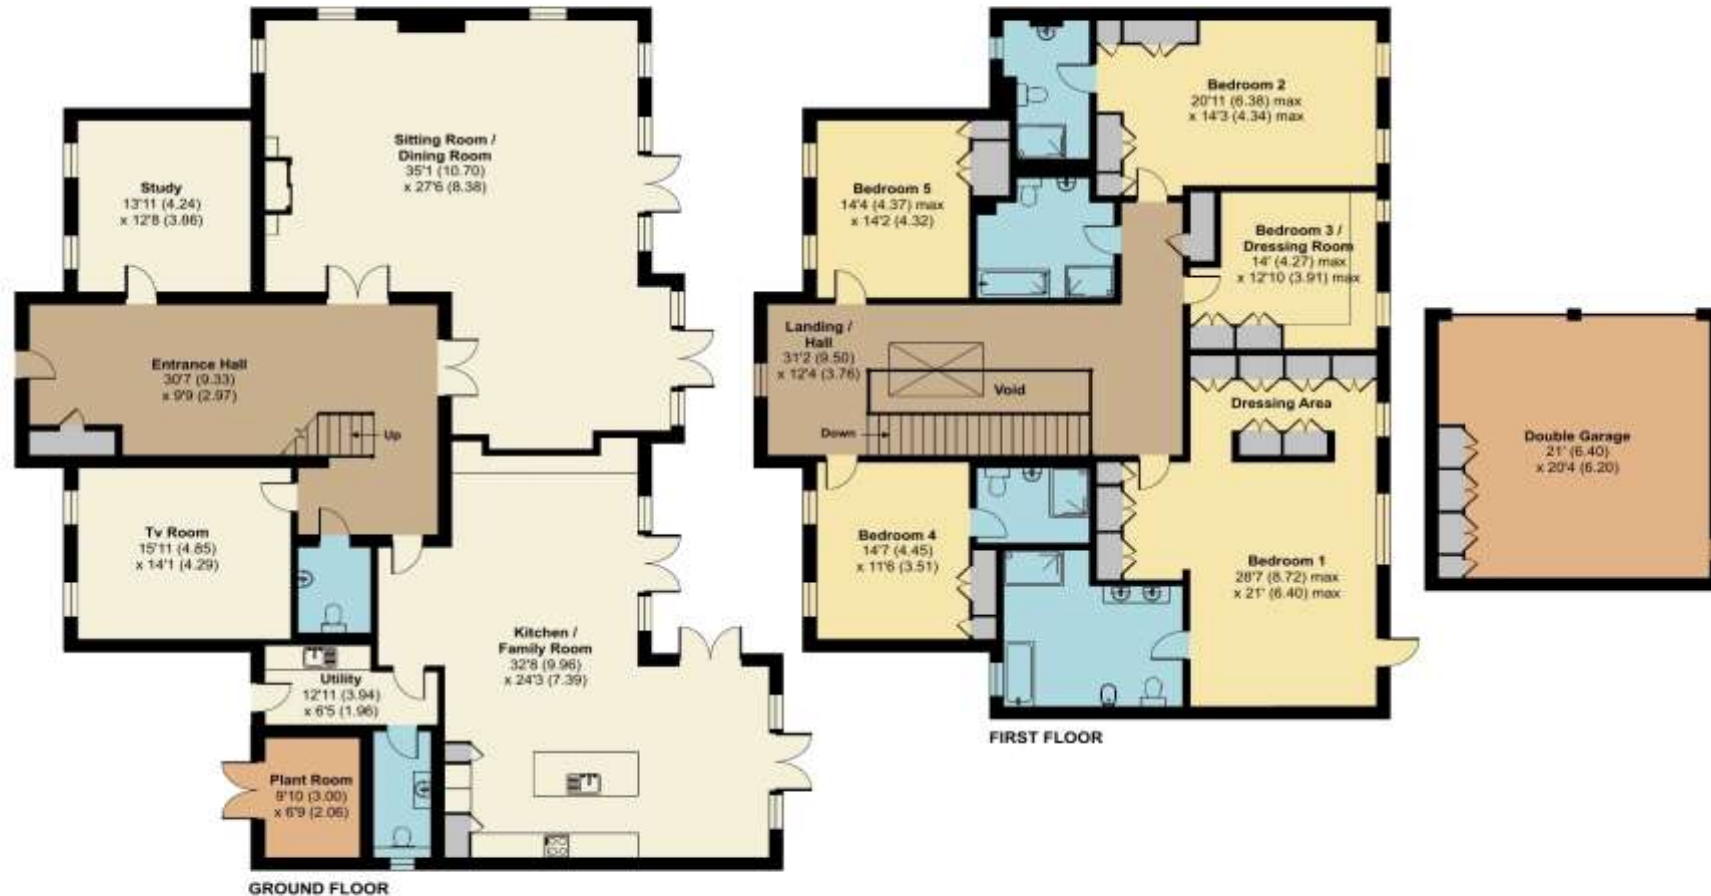 Sitting Room /
Dining Room
35'1 (10.70)
x 27'6 (8.38)
Study
13'11 (4.24)
x 12'8 (3.86)
Entrance Hall
30'7 (9.33)
x 9'9 (2.97)
Up
Tv Room
15'11 (4.85)
x 14'1 (4.29)
Kitchen /
Family Room
32'8 (9.96)
x 24'3 (7.39)
Utility
12'11 (3.94)
x 6'5 (1.96)
Plant Room
9'10 (3.00)
x 6'9 (2.06)
GROUND FLOOR
Bedroom 2
20'11 (6.38) max
x 14'3 (4.34) max
Bedroom 5
14'4 (4.37) max
x 14'2 (4.32)
Bedroom 3 /
Dressing Room
14' (4.27) max
x 12'10 (3.91) max
Landing /
Hall
31'2 (9.50)
x 12'4 (3.76)
Void
Down
Dressing Area
Bedroom 4
14'7 (4.45)
x 11'6 (3.51)
Bedroom 1
28'7 (8.72) max
x 21' (6.40) max
FIRST FLOOR
Double Garage
21' (6.40)
x 20'4 (6.20)